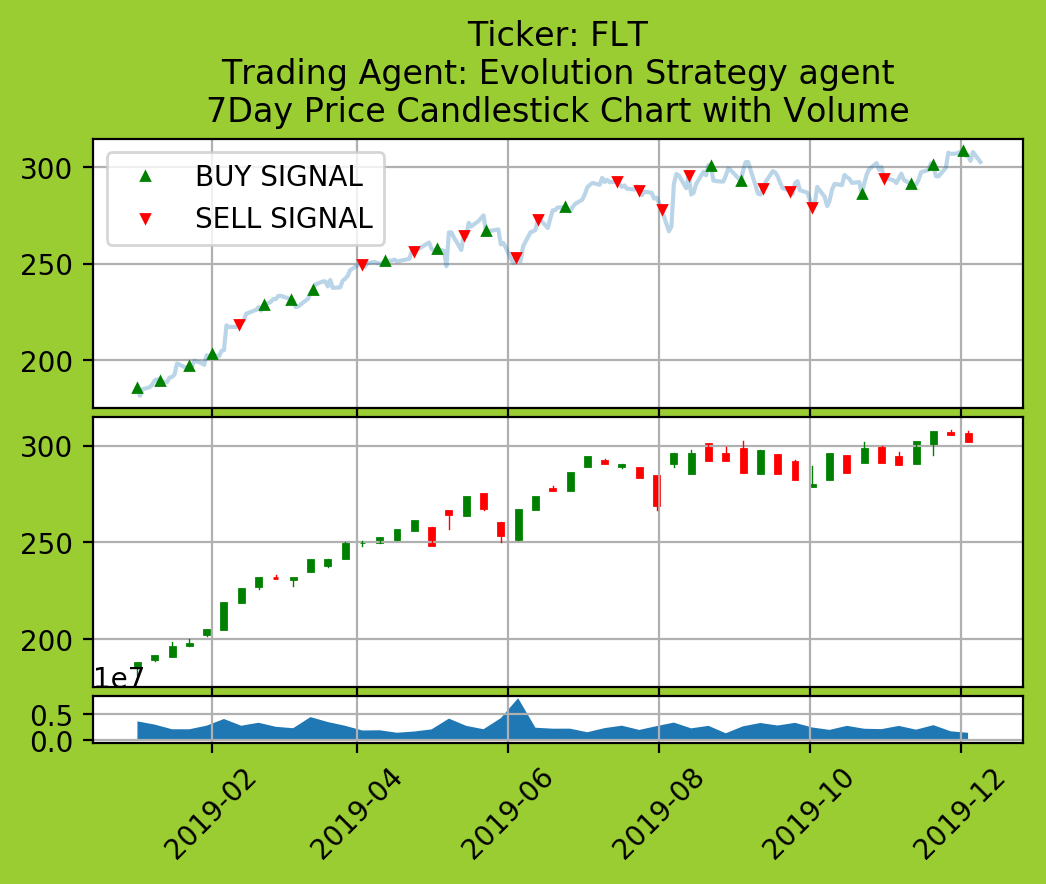 Ticker: FLT
Trading Agent: Evolution Strategy agent
7Day Price Candlestick Chart with Volume
BUY SIGNAL
SELL SIGNAL
300
250
200
300
250
200
1e7
0.5
0.0
2019-02
2019-04
2019-06
2019-08
2019-10
2019-12